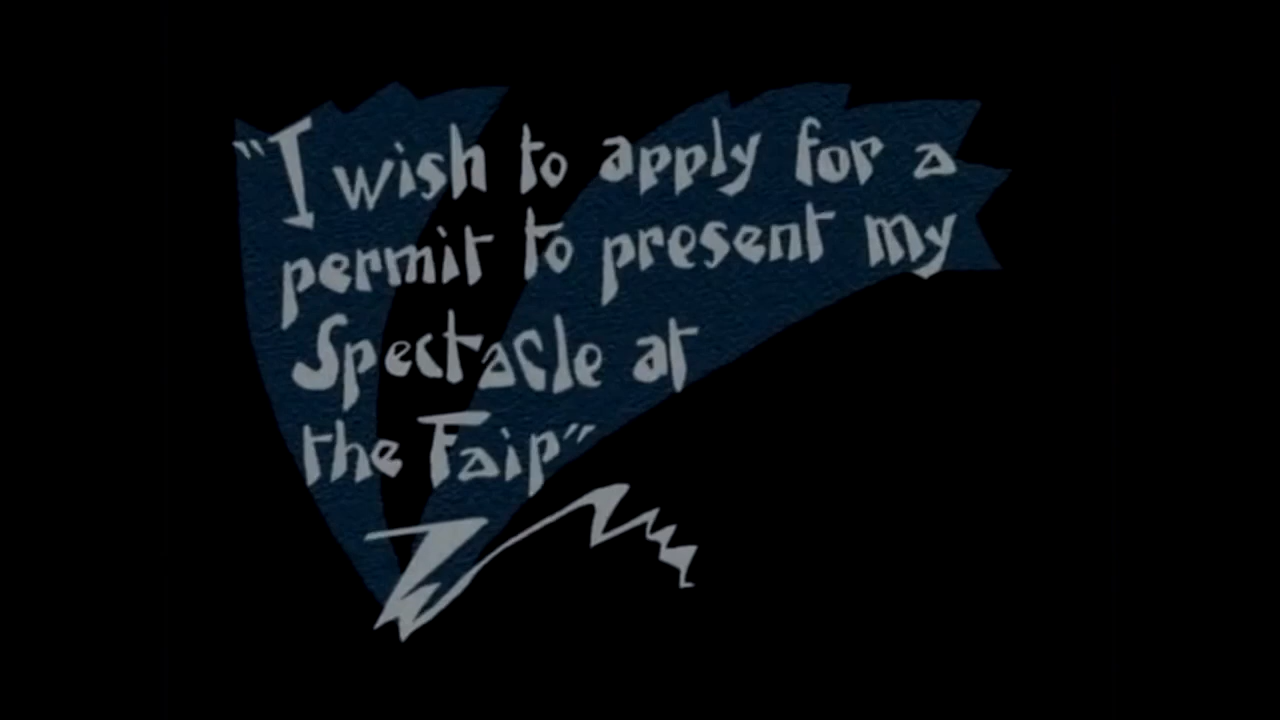 "I wish to apply for a
permit to present my
Spectacle at
the Fair"